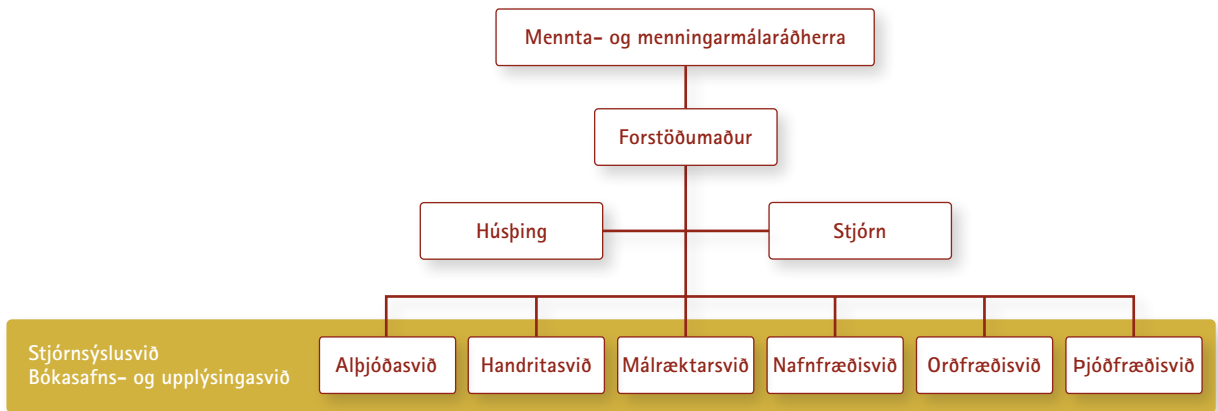 Mennta- og menningarmálaráðherra
Forstöðumaður
Húsþing
Stjórn
Stjórnsýslusvið
Bókasafns- og upplýsingasvið
Alþjóðasvið
Handritasvið
Málræktarsvið
Nafnfræðisvið
Orðfræðisvið
Þjóðfræðisvið